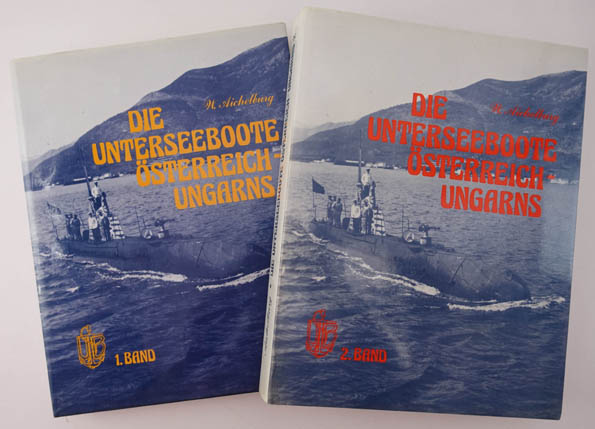 W. Aichelburg
DIE
UNTERSEEBOOTE
ÖSTERREICH-
UNGARNS
1. BAND
W. Aichelburg
DIE
UNTERSEEBOOTE
ÖSTERREICH-
UNGARNS
2. BAND